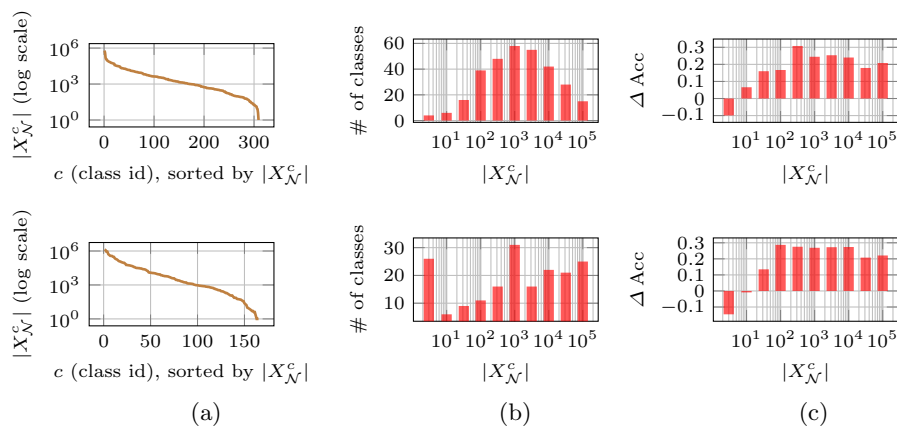 |X^c_𝒩| (log scale)
10^6
10^3
10^0
0 100 200 300
c (class id), sorted by |X^c_𝒩|
# of classes
60
40
20
0
10^1 10^2 10^3 10^4 10^5
|X^c_𝒩|
Δ Acc
0.3
0.2
0.1
0
−0.1
10^1 10^2 10^3 10^4 10^5
|X^c_𝒩|
|X^c_𝒩| (log scale)
10^6
10^3
10^0
0 50 100 150
c (class id), sorted by |X^c_𝒩|
# of classes
30
20
10
10^1 10^2 10^3 10^4 10^5
|X^c_𝒩|
Δ Acc
0.3
0.2
0.1
0
−0.1
10^1 10^2 10^3 10^4 10^5
|X^c_𝒩|
(a) (b) (c)